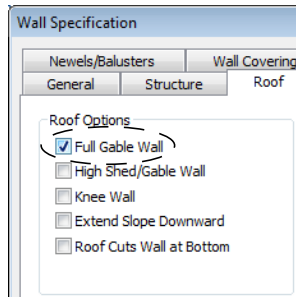 Wall Specification
Newels/Balusters Wall Covering
General Structure Roof
Roof Options
Full Gable Wall
High Shed/Gable Wall
Knee Wall
Extend Slope Downward
Roof Cuts Wall at Bottom